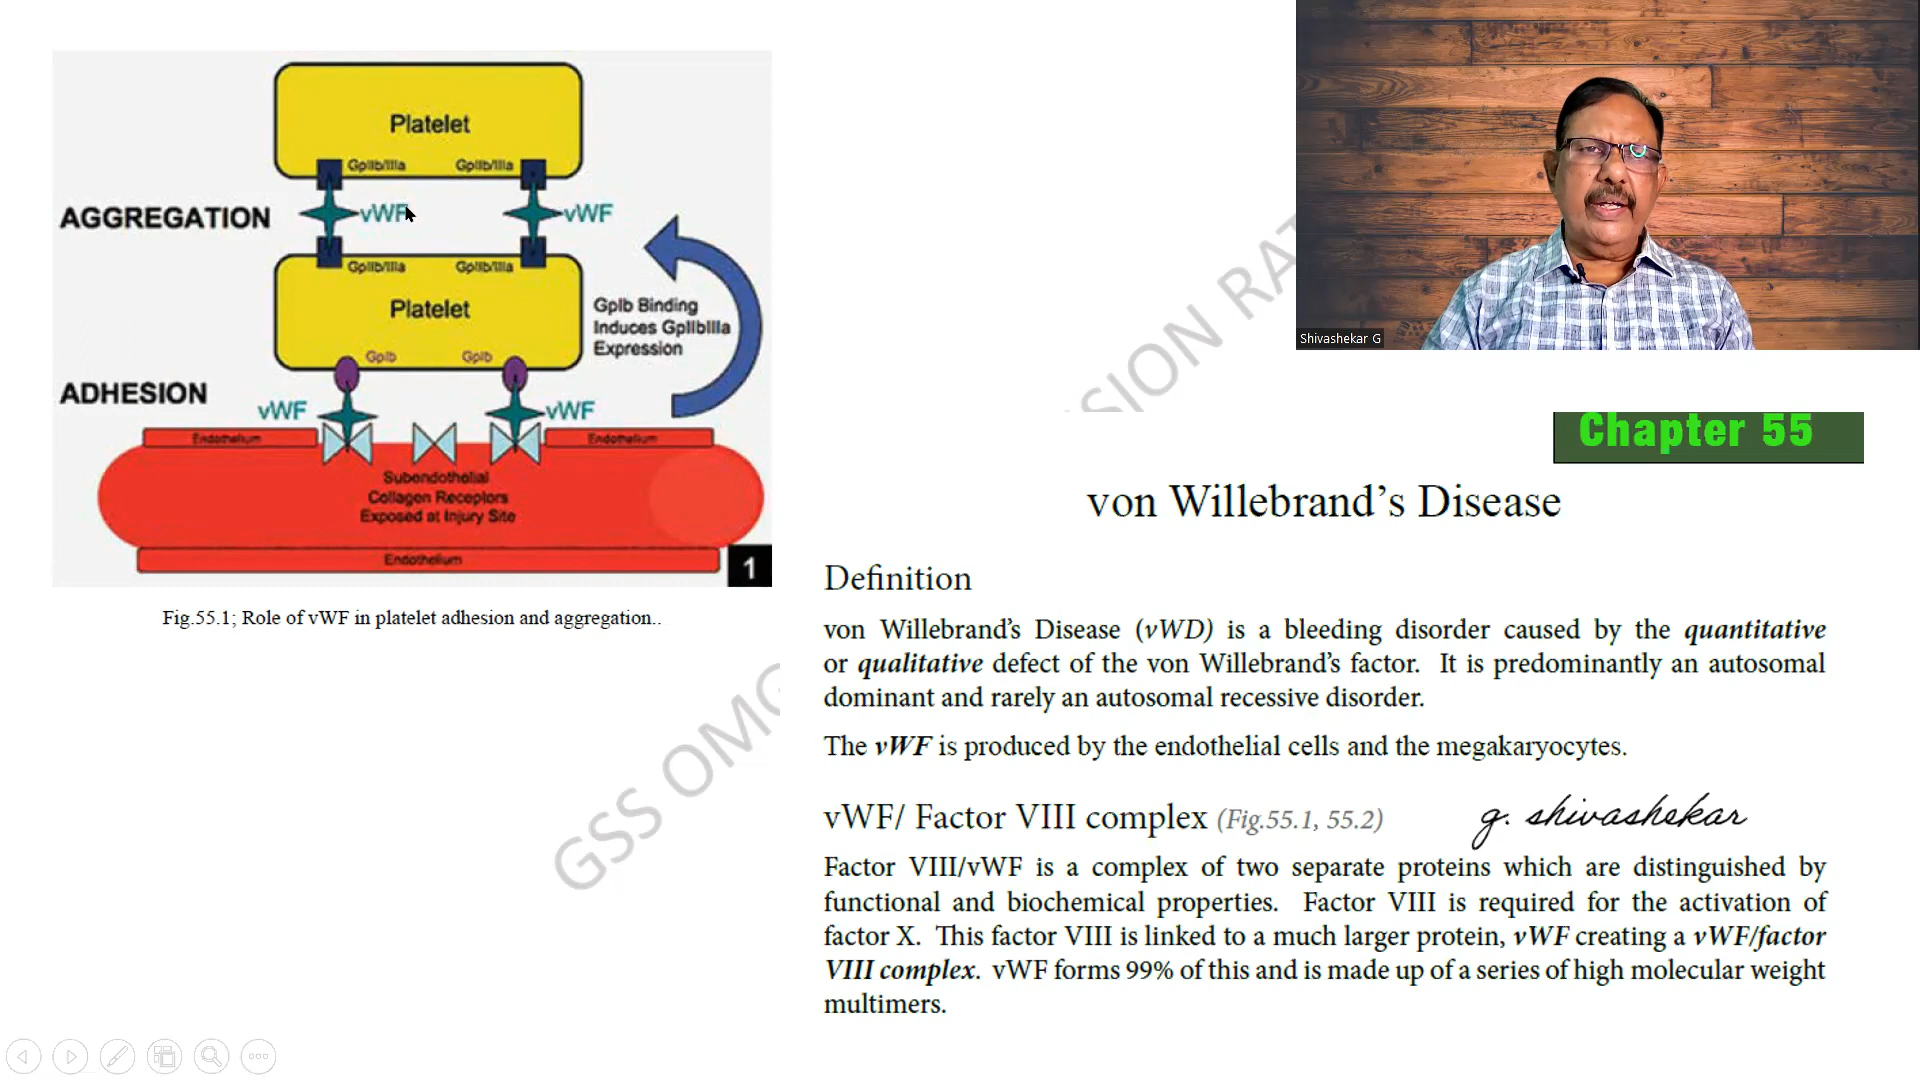 Platelet
GpIIb/IIIa GpIIb/IIIa
AGGREGATION vWF vWF
GpIIb/IIIa GpIIb/IIIa
Platelet
GpIb Binding
Induces GpIIbIIIa
Expression
GpIb GpIb
ADHESION
vWF vWF
Endothelium Endothelium
Subendothelial
Collagen Receptors
Exposed at Injury Site
Endothelium
1
Fig.55.1; Role of vWF in platelet adhesion and aggregation..
GSS OMG
SION RAT
Shivashekar G
Chapter 55
von Willebrand's Disease
Definition
von Willebrand's Disease (vWD) is a bleeding disorder caused by the quantitative
or qualitative defect of the von Willebrand's factor. It is predominantly an autosomal
dominant and rarely an autosomal recessive disorder.
The vWF is produced by the endothelial cells and the megakaryocytes.
vWF/ Factor VIII complex (Fig.55.1, 55.2)
g. shivashekar
Factor VIII/vWF is a complex of two separate proteins which are distinguished by
functional and biochemical properties. Factor VIII is required for the activation of
factor X. This factor VIII is linked to a much larger protein, vWF creating a vWF/factor
VIII complex. vWF forms 99% of this and is made up of a series of high molecular weight
multimers.